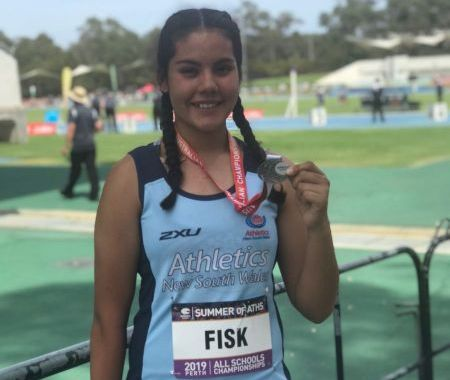 2XU
Athletics
Athletics
New South Wales
SUMMER OF ATHS
FISK
2019
PERTH
ALL SCHOOLS
CHAMPIONSHIPS